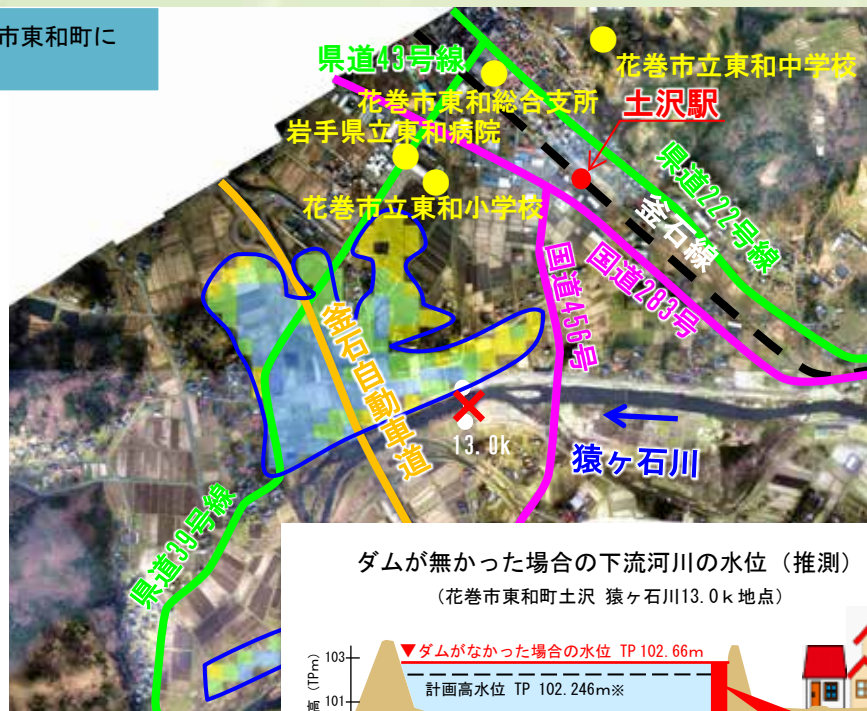 市東和町に
県道43号線
花巻市立東和中学校
花巻市東和総合支所
土沢駅
岩手県立東和病院
県道222号線
花巻市立東和小学校
釜石線
国道283号
国道456号
釜石自動車道
13.0k
猿ヶ石川
県道39号線
ダムが無かった場合の下流河川の水位（推測）
（花巻市東和町土沢 猿ヶ石川13.0ｋ地点）
▼ダムがなかった場合の水位 TP 102.66m
103
計画高水位 TP 102.246m※
101
高 (TPm)